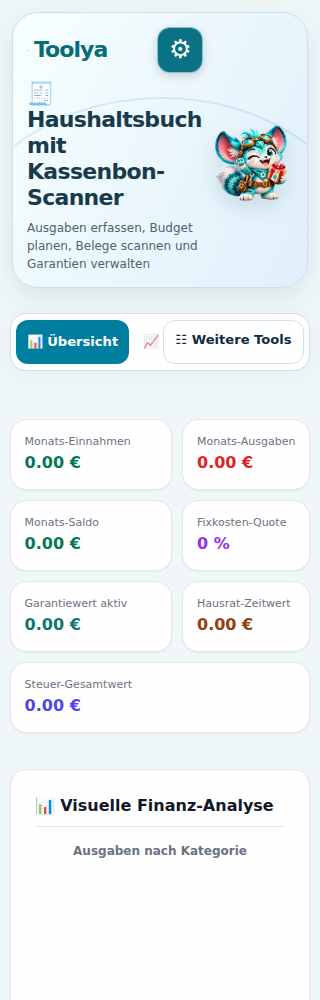 Toolya
Haushaltsbuch
mit
Kassenbon-
Scanner
Ausgaben erfassen, Budget
planen, Belege scannen und
Garantien verwalten
Übersicht
Weitere Tools
Monats-Einnahmen
0.00 €
Monats-Ausgaben
0.00 €
Monats-Saldo
0.00 €
Fixkosten-Quote
0 %
Garantiewert aktiv
0.00 €
Hausrat-Zeitwert
0.00 €
Steuer-Gesamtwert
0.00 €
Visuelle Finanz-Analyse
Ausgaben nach Kategorie